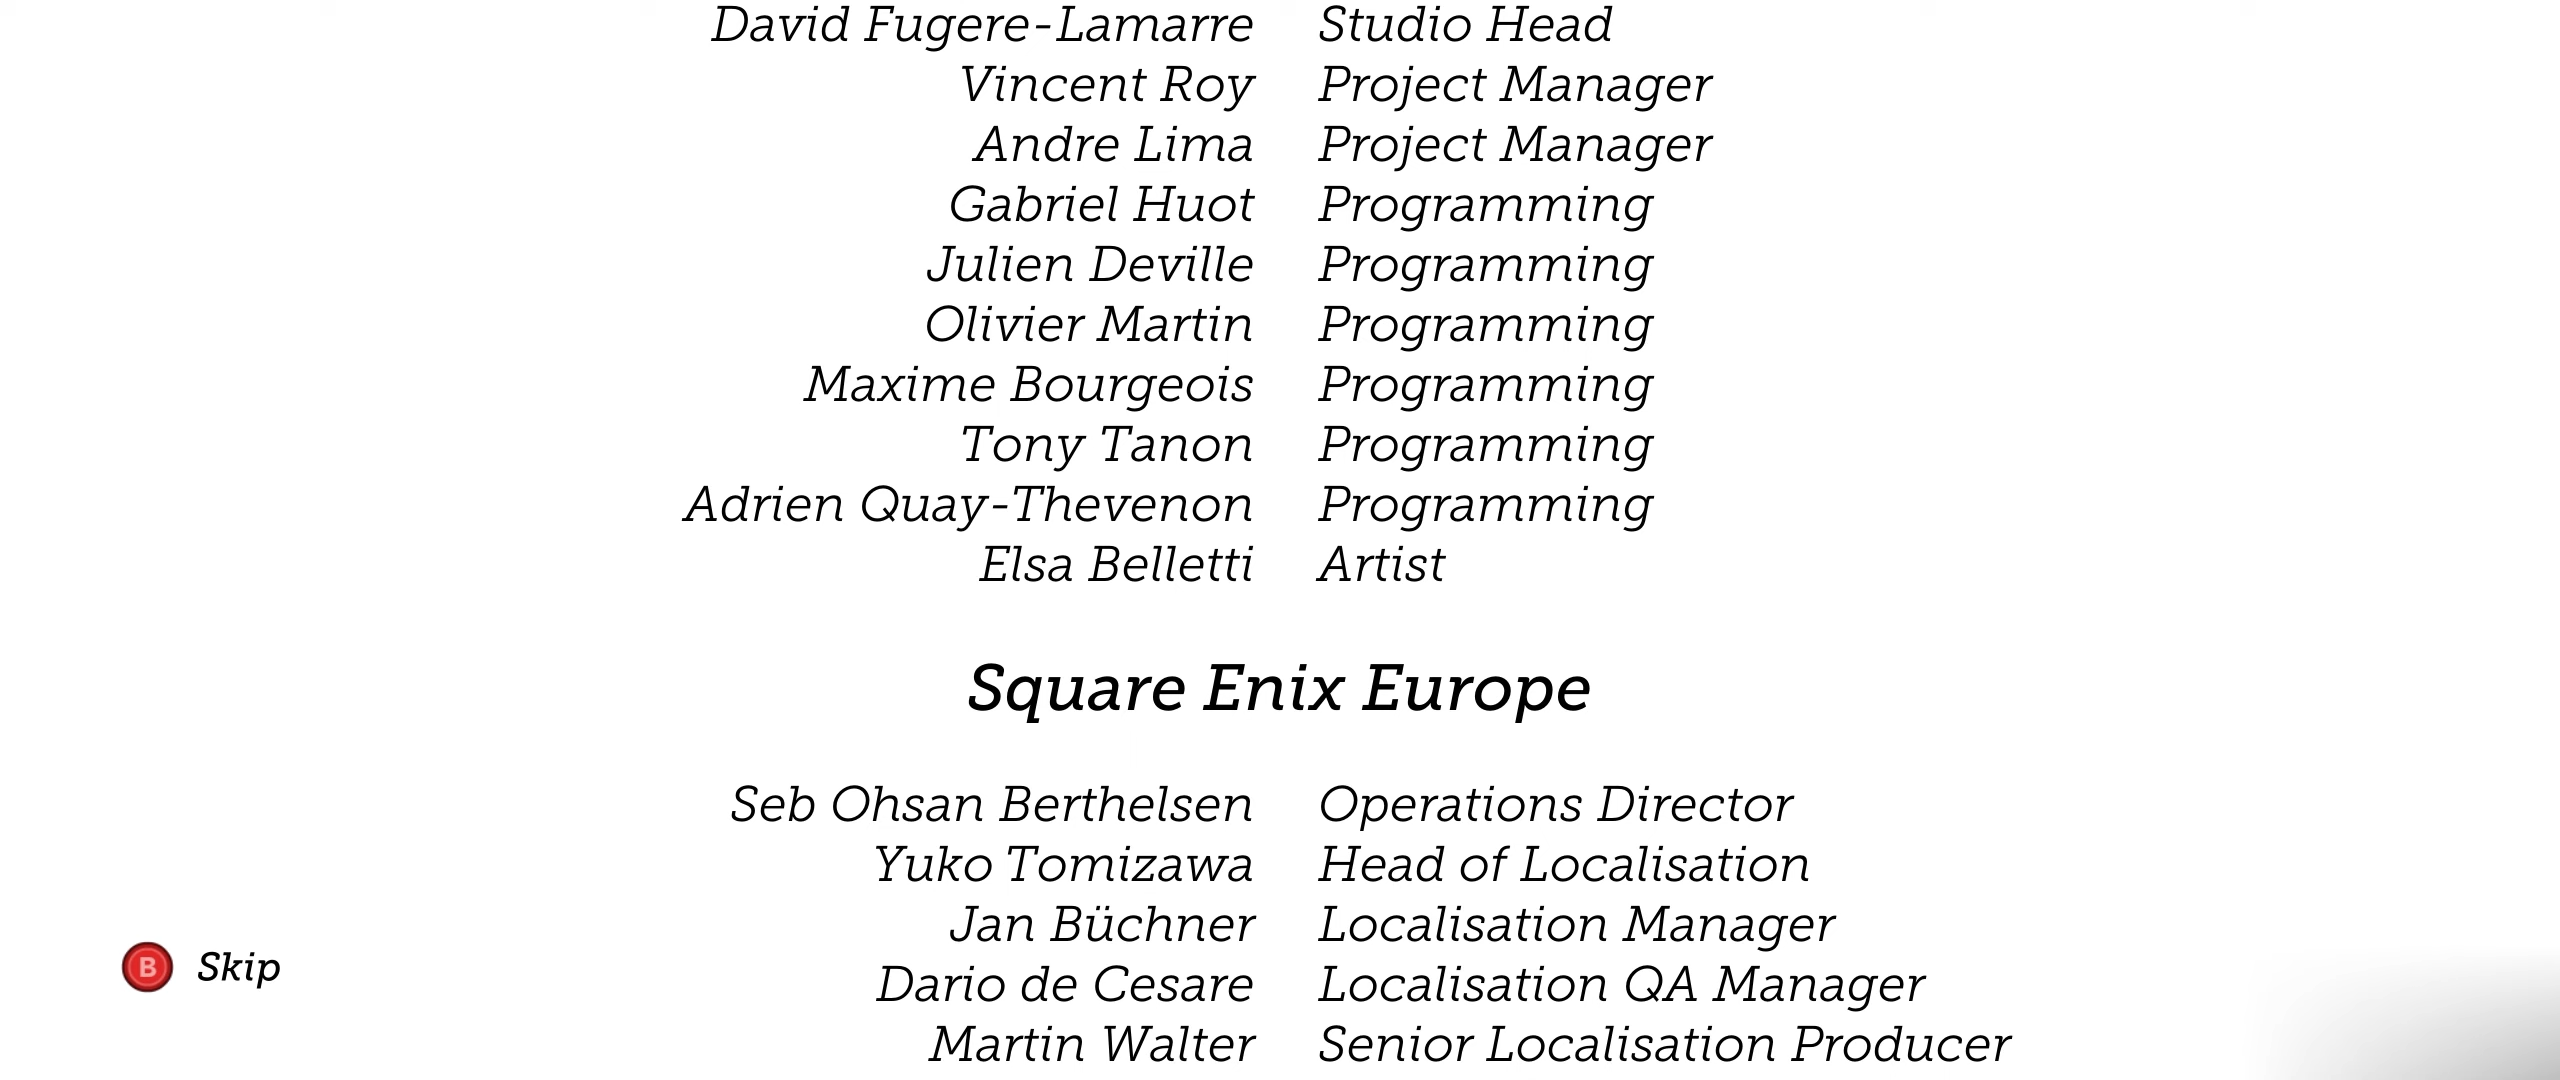 David Fugere-Lamarre Studio Head
Vincent Roy Project Manager
Andre Lima Project Manager
Gabriel Huot Programming
Julien Deville Programming
Olivier Martin Programming
Maxime Bourgeois Programming
Tony Tanon Programming
Adrien Quay-Thevenon Programming
Elsa Belletti Artist
Square Enix Europe
Seb Ohsan Berthelsen Operations Director
Yuko Tomizawa Head of Localisation
Jan Büchner Localisation Manager
B Skip
Dario de Cesare Localisation QA Manager
Martin Walter Senior Localisation Producer